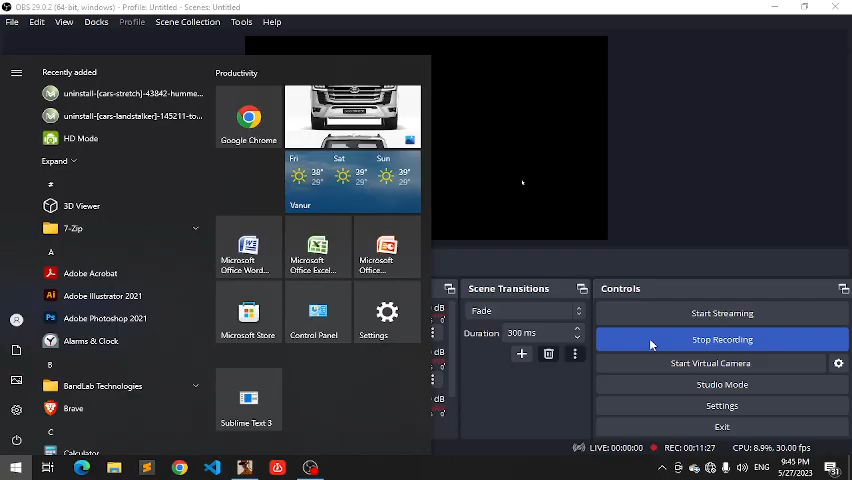 OBS 29.0.2 (64-bit, windows) - Profile: Untitled - Scenes: Untitled
File Edit View Docks Profile Scene Collection Tools Help
Recently added
uninstall-[cars-stretch]-43842-humme...
uninstall-[cars-landstalker]-145211-to...
HD Mode
Expand
#
3D Viewer
7-Zip
A
Adobe Acrobat
Adobe Illustrator 2021
Adobe Photoshop 2021
Alarms & Clock
B
BandLab Technologies
Brave
C
Calculator
Productivity
Google Chrome
Fri Sat Sun
38° 39° 39°
29° 29° 29°
Vanur
Microsoft Office Word...
Microsoft Office Excel...
Microsoft Office...
Microsoft Store
Control Panel
Settings
Sublime Text 3
dB
dB
dB
Scene Transitions
Fade
Duration 300 ms
Controls
Start Streaming
Stop Recording
Start Virtual Camera
Studio Mode
Settings
Exit
LIVE: 00:00:00 REC: 00:11:27 CPU: 8.9%, 30.00 fps
ENG
9:45 PM
5/27/2023
31